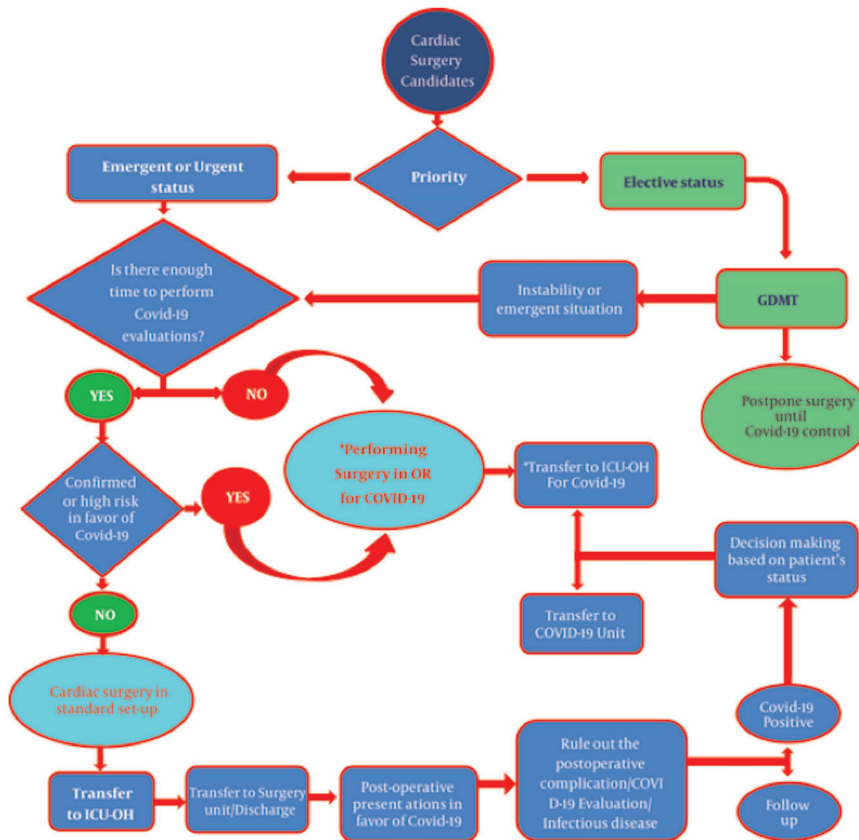 Cardiac
Surgery
Candidates
Priority
Emergent or Urgent
status
Elective status
Is there enough
time to perform
Covid-19
evaluations?
Instability or
emergent situation
GDMT
Postpone surgery
until
Covid-19 control
YES
NO
"Performing
Surgery in OR
for COVID-19
"Transfer to ICU-OH
For Covid-19
Confirmed
or high risk
in favor of
Covid-19
YES
Decision making
based on patient's
status
NO
Transfer to
COVID-19 Unit
Cardiac surgery in
standard set-up
Covid-19
Positive
Transfer
to ICU-OH
Transfer to Surgery
unit/Discharge
Post-operative
present ations in
favor of Covid-19
Rule out the
postoperative
complication/COVI
D-19 Evaluation/
Infectious disease
Follow
up